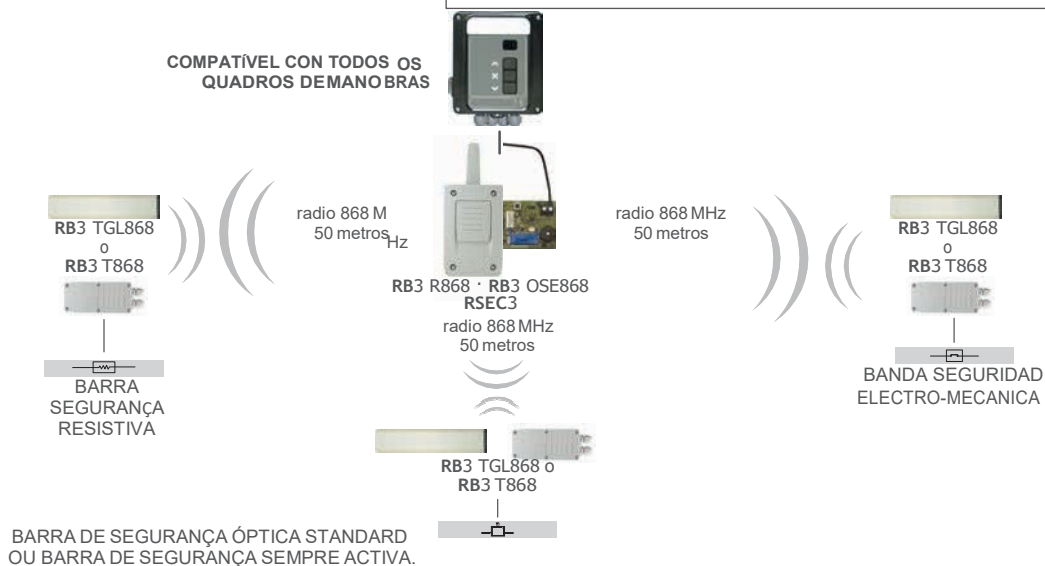 COMPATÍVEL CON TODOS OS
QUADROS DE MANOBRAS
radio 868 M
50 metros Hz
radio 868 MHz
50 metros
RB3 TGL868
o
RB3 T868
RB3 R868 · RB3 OSE868
RSEC3
radio 868 MHz
50 metros
RB3 TGL868
o
RB3 T868
BARRA
SEGURANÇA
RESISTIVA
BANDA SEGURIDAD
ELECTRO-MECANICA
RB3 TGL868 o
RB3 T868
BARRA DE SEGURANÇA ÓPTICA STANDARD
OU BARRA DE SEGURANÇA SEMPRE ACTIVA.